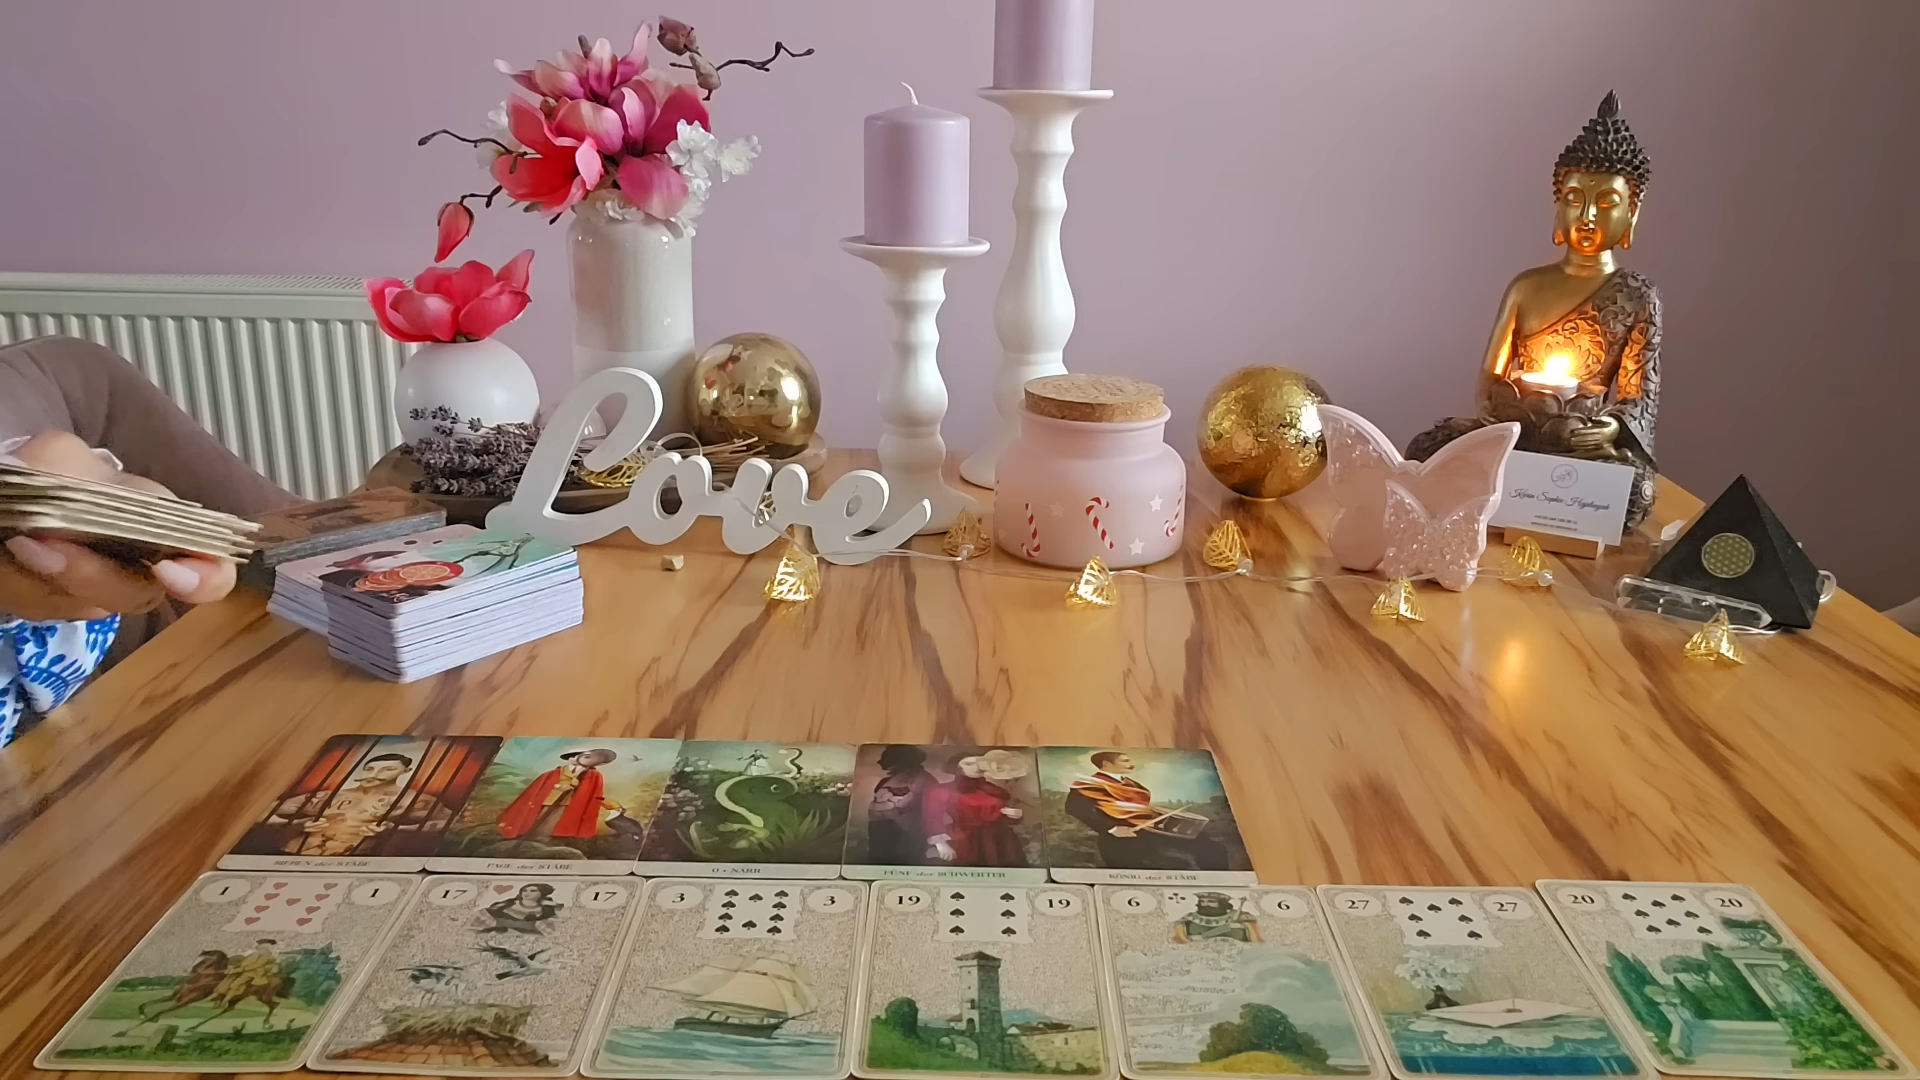 Love
SIEBEN der STÄBE
PAGE der STÄBE
0 • NARR
FÜNF der SCHWERTER
KÖNIG der STÄBE
1 1
17 17
3 3
19 19
6 6
27 27
20 20